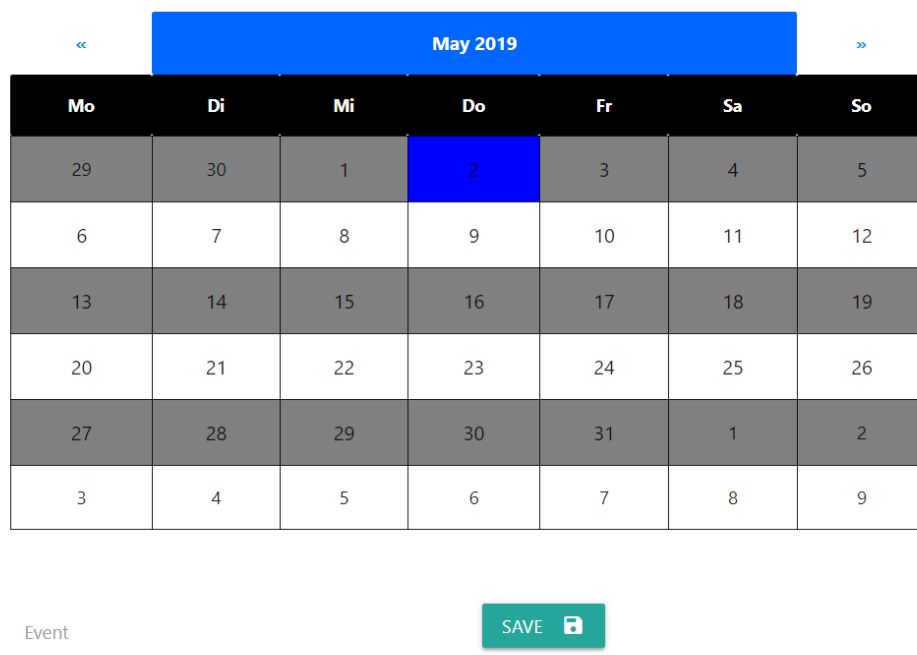 « May 2019 »
Mo Di Mi Do Fr Sa So
29 30 1 2 3 4 5
6 7 8 9 10 11 12
13 14 15 16 17 18 19
20 21 22 23 24 25 26
27 28 29 30 31 1 2
3 4 5 6 7 8 9
Event SAVE